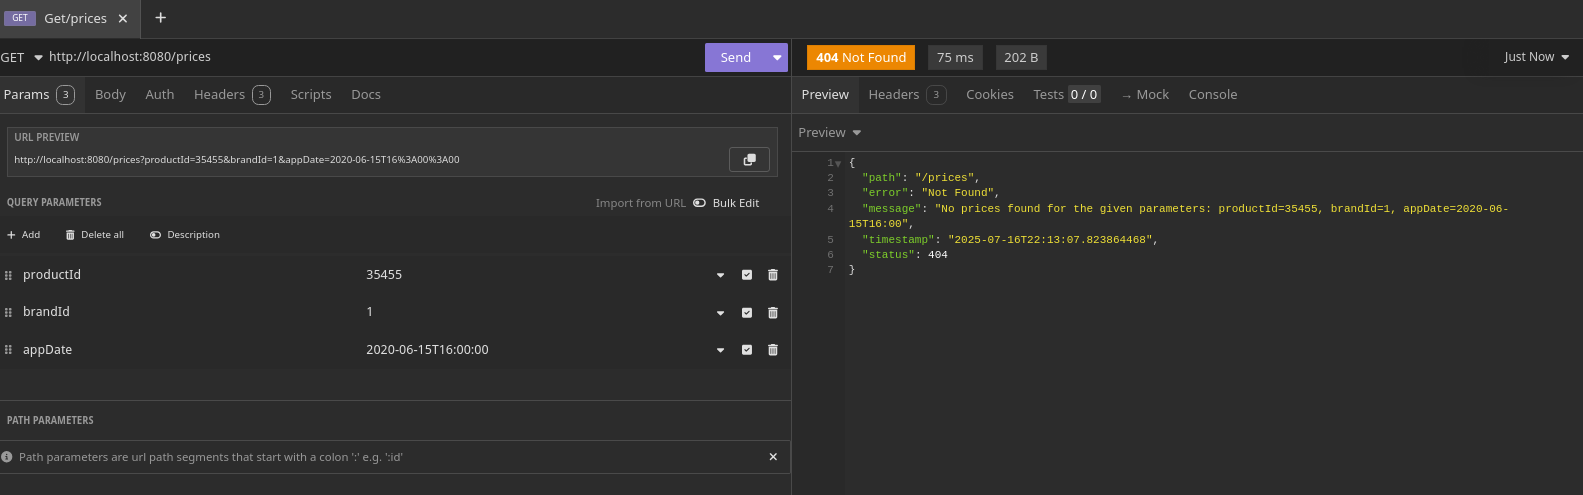 GET Get/prices × +
GET http://localhost:8080/prices Send
404 Not Found 75 ms 202 B Just Now
Params 3 Body Auth Headers 3 Scripts Docs
Preview Headers 3 Cookies Tests 0 / 0 → Mock Console
URL PREVIEW
http://localhost:8080/prices?productId=35455&brandId=1&appDate=2020-06-15T16%3A00%3A00
QUERY PARAMETERS Import from URL Bulk Edit
+ Add Delete all Description
productId 35455
brandId 1
appDate 2020-06-15T16:00:00
PATH PARAMETERS
Path parameters are url path segments that start with a colon ':' e.g. ':id' ×
Preview
1 {
2 "path": "/prices",
3 "error": "Not Found",
4 "message": "No prices found for the given parameters: productId=35455, brandId=1, appDate=2020-06-
15T16:00",
5 "timestamp": "2025-07-16T22:13:07.823864468",
6 "status": 404
7 }